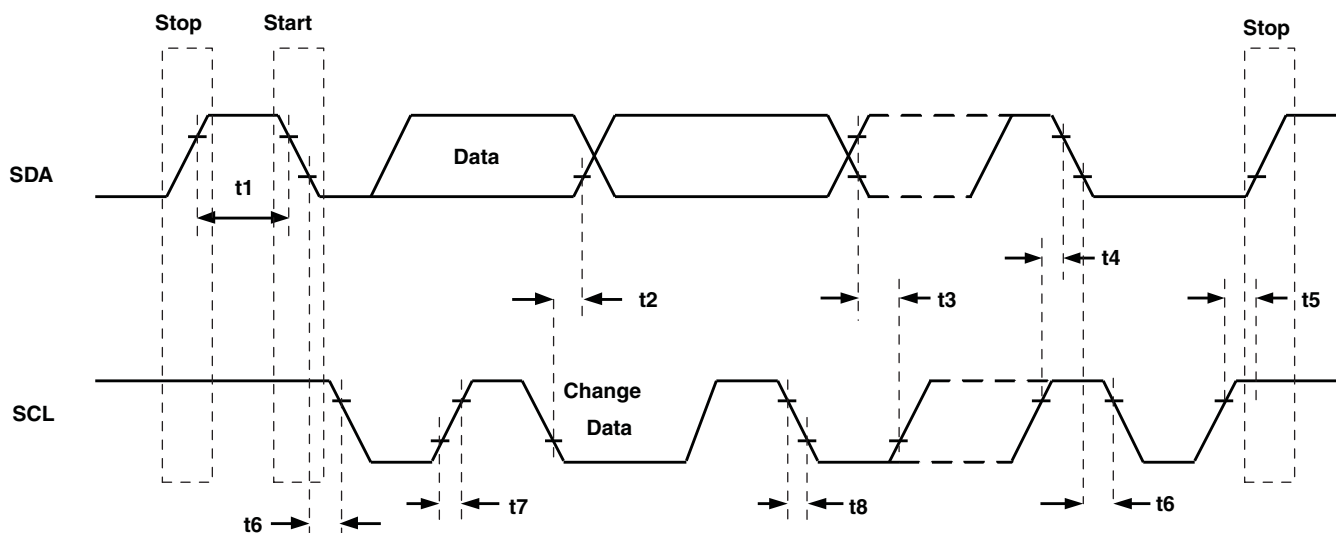 Stop
Start
Stop
SDA
t1
Data
t4
t2
t3
t5
SCL
Change
Data
t6
t7
t8
t6